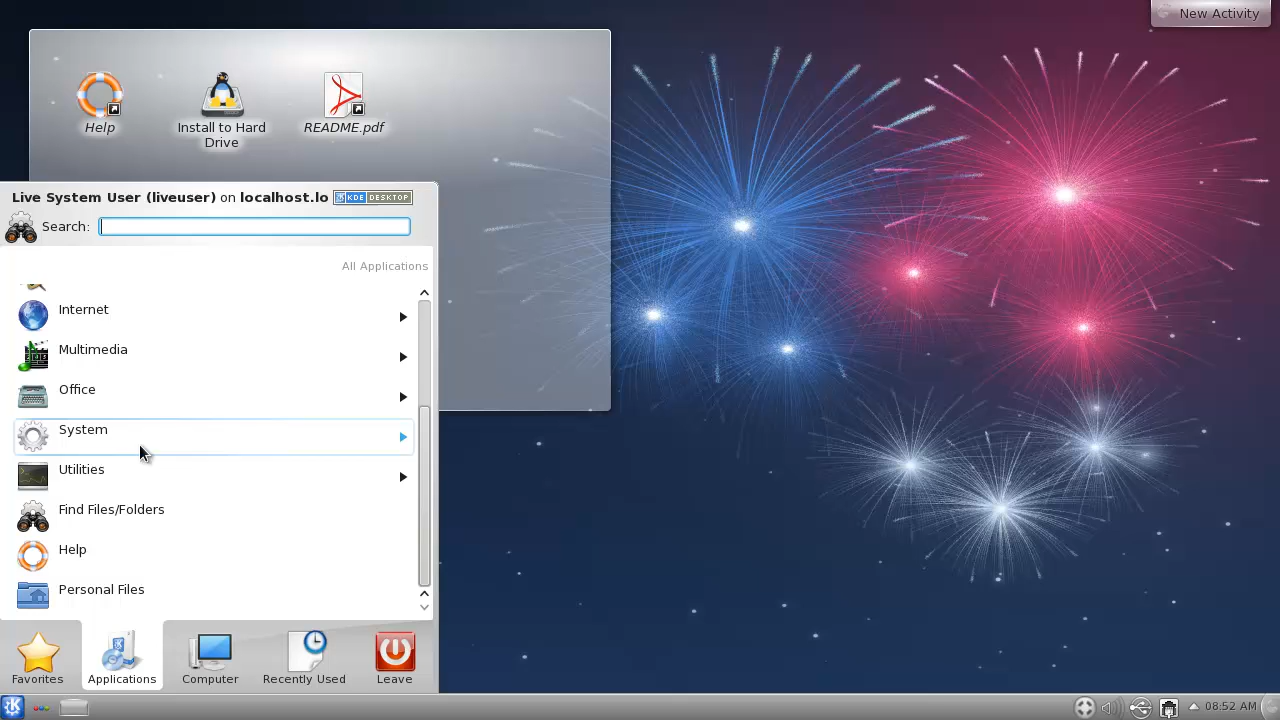 New Activity
Help
Install to Hard
Drive
README.pdf
Live System User (liveuser) on localhost.lo KDE DESKTOP
Search:
All Applications
Internet
Multimedia
Office
System
Utilities
Find Files/Folders
Help
Personal Files
Favorites
Applications
Computer
Recently Used
Leave
08:52 AM